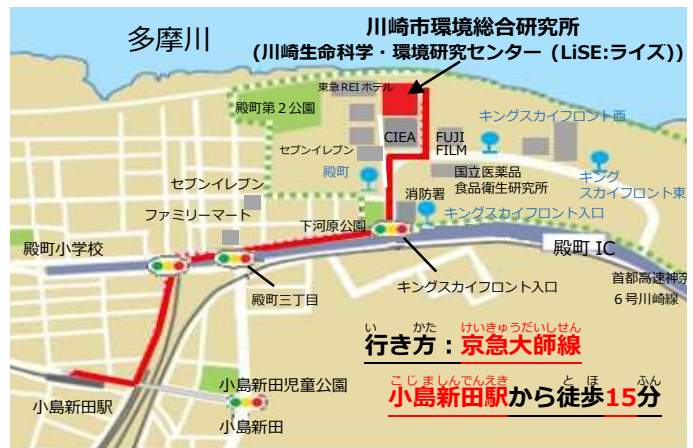 多摩川
川崎市環境総合研究所
(川崎生命科学・環境研究センター (LiSE:ライズ))
東急REIホテル
殿町第２公園
キングスカイフロント西
CIEA
FUJI
FILM
セブンイレブン
殿町
国立医薬品
食品衛生研究所
キング
スカイフロント東
セブンイレブン
消防署
ファミリーマート
下河原公園
キングスカイフロント入口
殿町小学校
殿町 IC
殿町三丁目
キングスカイフロント入口
首都高速神奈
６号川崎線
い かた けいきゅうだいしせん
行き方：京急大師線
こじましんでんえき とほ ふん
小島新田駅から徒歩15分
小島新田駅
小島新田児童公園
小島新田